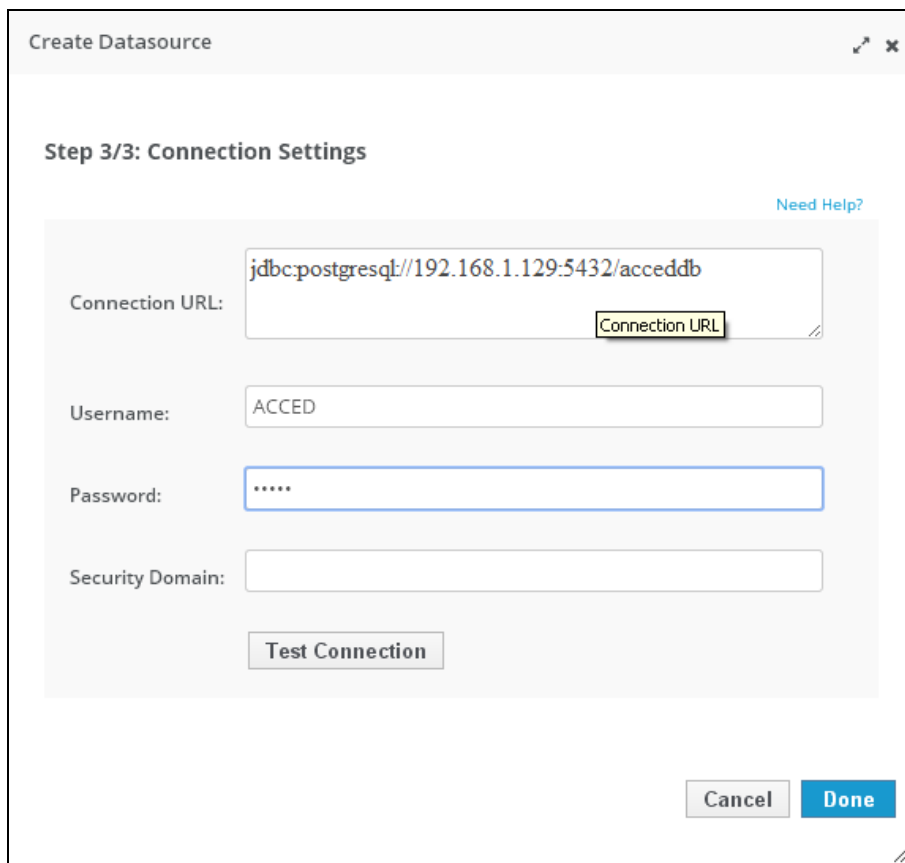 Create Datasource
Step 3/3: Connection Settings
Need Help?
Connection URL:
jdbc:postgresql://192.168.1.129:5432/acceddb
Connection URL
Username:
ACCED
Password:
•••••
Security Domain:
Test Connection
Cancel
Done